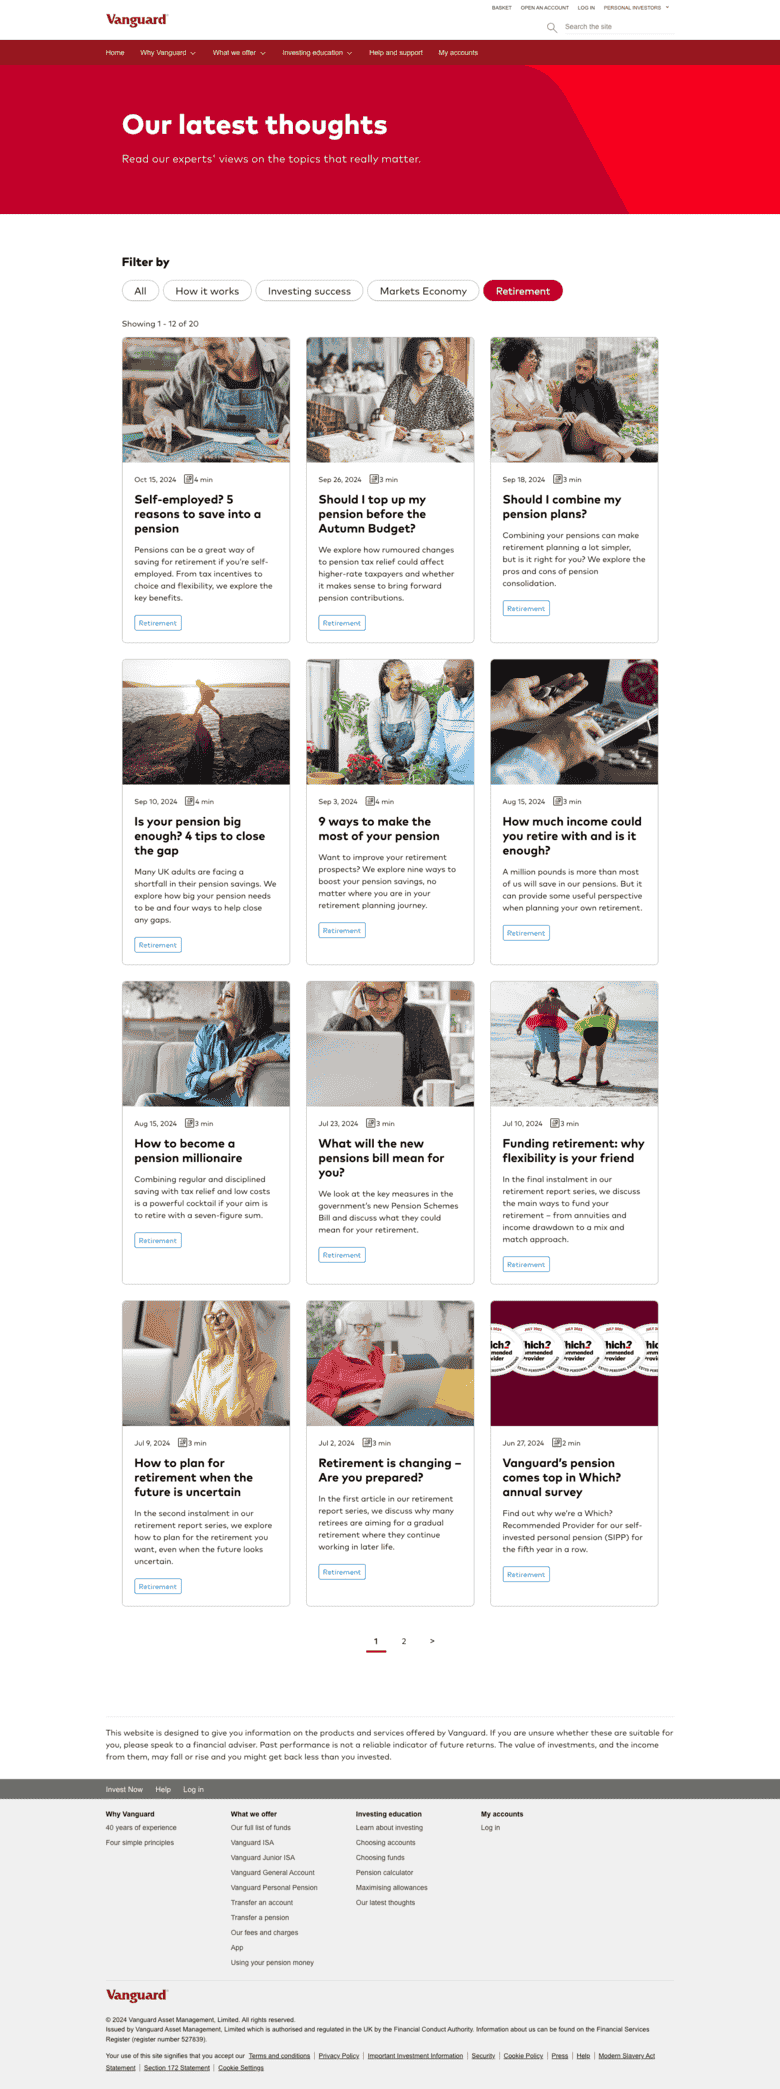 BASKET OPEN AN ACCOUNT LOG IN PERSONAL INVESTORS
Vanguard
Search the site
Home Why Vanguard What we offer Investing education Help and support My accounts
Our latest thoughts
Read our experts' views on the topics that really matter.
Filter by
All How it works Investing success Markets Economy Retirement
Showing 1 - 12 of 20
Oct 15, 2024 4 min
Self-employed? 5
reasons to save into a
pension
Pensions can be a great way of
saving for retirement if you're self-
employed. From tax incentives to
choice and flexibility, we explore the
key benefits.
Retirement
Sep 26, 2024 3 min
Should I top up my
pension before the
Autumn Budget?
We explore how rumoured changes
to pension tax relief could affect
higher-rate taxpayers and whether
it makes sense to bring forward
pension contributions.
Retirement
Sep 18, 2024 3 min
Should I combine my
pension plans?
Combining your pensions can make
retirement planning a lot simpler,
but is it right for you? We explore the
pros and cons of pension
consolidation.
Retirement
Sep 10, 2024 4 min
Is your pension big
enough? 4 tips to close
the gap
Many UK adults are facing a
shortfall in their pension savings. We
explore how big your pension needs
to be and four ways to help close
any gaps.
Retirement
Sep 3, 2024 4 min
9 ways to make the
most of your pension
Want to improve your retirement
prospects? We explore nine ways to
boost your pension savings, no
matter where you are in your
retirement planning journey.
Retirement
Aug 15, 2024 3 min
How much income could
you retire with and is it
enough?
A million pounds is more than most
of us will save in our pensions. But it
can provide some useful perspective
when planning your own retirement.
Retirement
Aug 15, 2024 3 min
How to become a
pension millionaire
Combining regular and disciplined
saving with tax relief and low costs
is a powerful cocktail if your aim is
to retire with a seven-figure sum.
Retirement
Jul 23, 2024 3 min
What will the new
pensions bill mean for
you?
We look at the key measures in the
government's new Pension Schemes
Bill and discuss what they could
mean for your retirement.
Retirement
Jul 10, 2024 3 min
Funding retirement: why
flexibility is your friend
In the final instalment in our
retirement report series, we discuss
the main ways to fund your
retirement – from annuities and
income drawdown to a mix and
match approach.
Retirement
Jul 9, 2024 3 min
How to plan for
retirement when the
future is uncertain
In the second instalment in our
retirement report series, we explore
how to plan for the retirement you
want, even when the future looks
uncertain.
Retirement
Jul 2, 2024 3 min
Retirement is changing –
Are you prepared?
In the first article in our retirement
report series, we discuss why many
retirees are aiming for a gradual
retirement where they continue
working in later life.
Retirement
Jun 27, 2024 2 min
Vanguard's pension
comes top in Which?
annual survey
Find out why we're a Which?
Recommended Provider for our self-
invested personal pension (SIPP) for
the fifth year in a row.
Retirement
1 2 >
This website is designed to give you information on the products and services offered by Vanguard. If you are unsure whether these are suitable for
you, please speak to a financial adviser. Past performance is not a reliable indicator of future returns. The value of investments, and the income
from them, may fall or rise and you might get back less than you invested.
Invest Now Help Log in
Why Vanguard
40 years of experience
Four simple principles
What we offer
Our full list of funds
Vanguard ISA
Vanguard Junior ISA
Vanguard General Account
Vanguard Personal Pension
Transfer an account
Transfer a pension
Our fees and charges
App
Using your pension money
Investing education
Learn about investing
Choosing accounts
Choosing funds
Pension calculator
Maximising allowances
Our latest thoughts
My accounts
Log in
Vanguard
© 2024 Vanguard Asset Management, Limited. All rights reserved.
Issued by Vanguard Asset Management, Limited which is authorised and regulated in the UK by the Financial Conduct Authority. Information about us can be found on the Financial Services
Register (register number 527839).
Your use of this site signifies that you accept our Terms and conditions | Privacy Policy | Important Investment Information | Security | Cookie Policy | Press | Help | Modern Slavery Act
Statement | Section 172 Statement | Cookie Settings